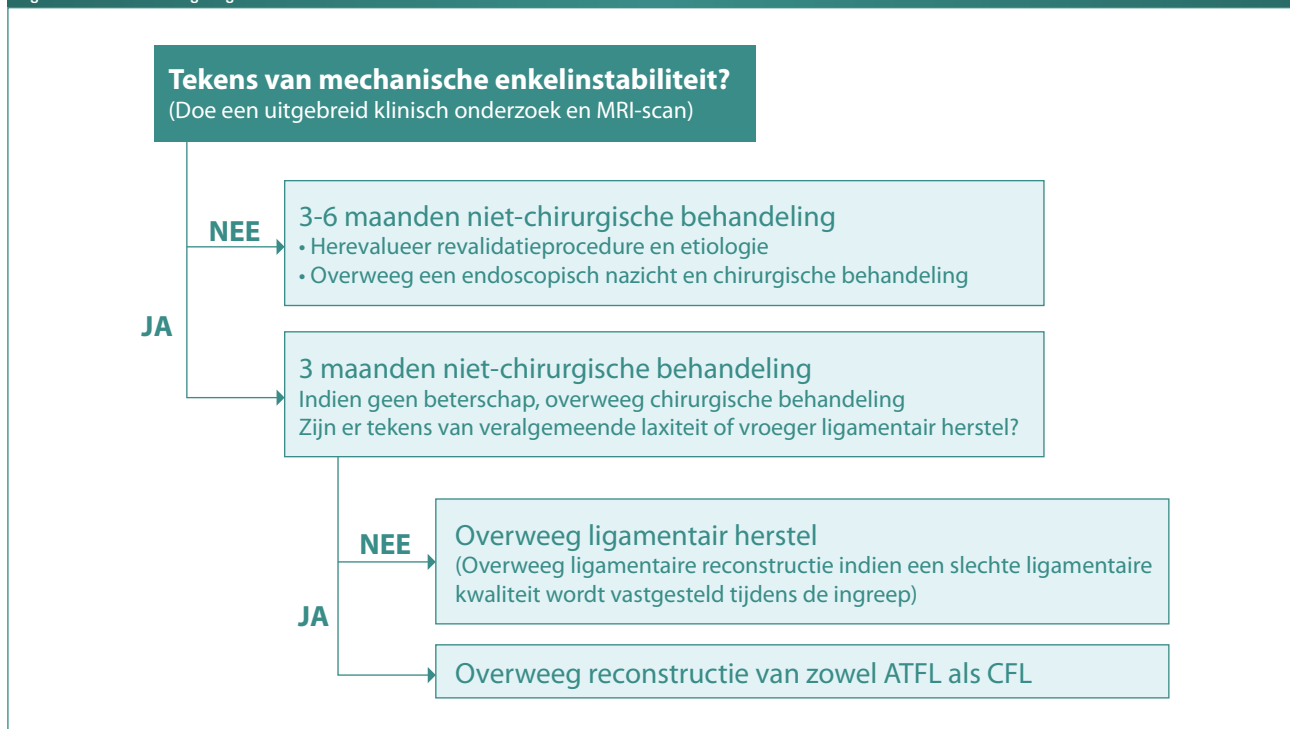 Tekens van mechanische enkelinstabiliteit?
(Doe een uitgebreid klinisch onderzoek en MRI-scan)
NEE
3-6 maanden niet-chirurgische behandeling
• Herevalueer revalidatieprocedure en etiologie
• Overweeg een endoscopisch nazicht en chirurgische behandeling
JA
3 maanden niet-chirurgische behandeling
Indien geen beterschap, overweeg chirurgische behandeling
Zijn er tekens van veralgemeende laxiteit of vroeger ligamentair herstel?
NEE
Overweeg ligamentair herstel
(Overweeg ligamentaire reconstructie indien een slechte ligamentaire
kwaliteit wordt vastgesteld tijdens de ingreep)
JA
Overweeg reconstructie van zowel ATFL als CFL